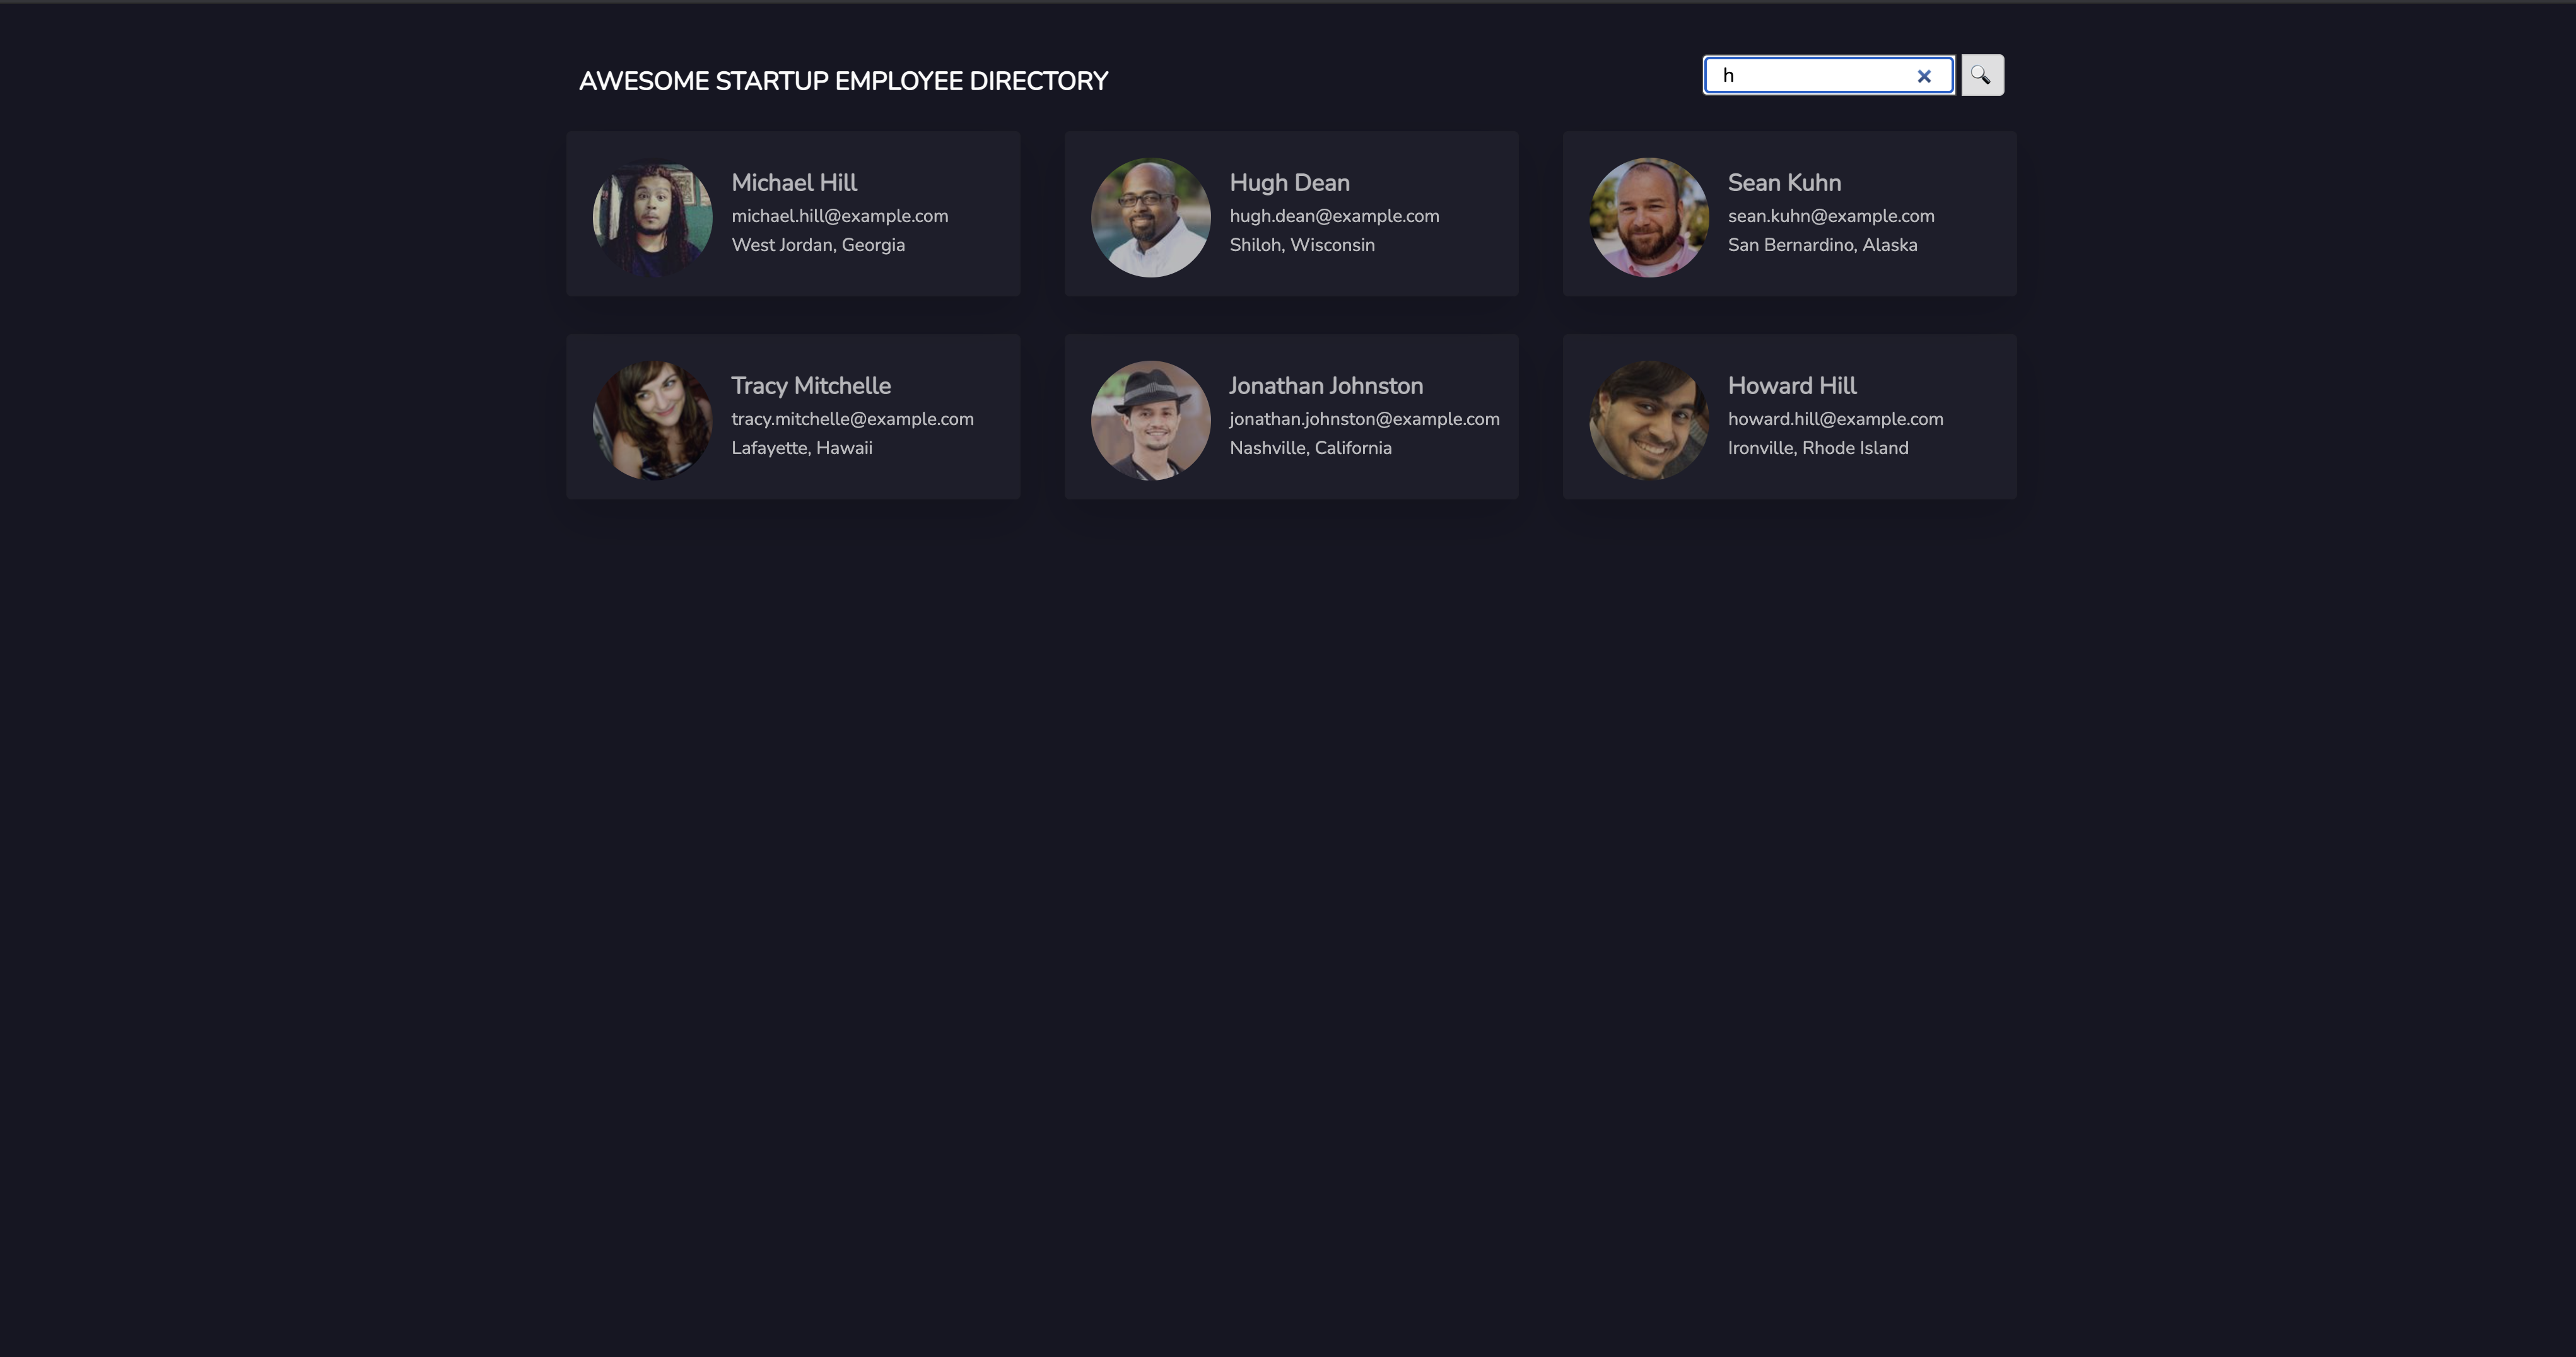 AWESOME STARTUP EMPLOYEE DIRECTORY
h
Michael Hill
michael.hill@example.com
West Jordan, Georgia
Hugh Dean
hugh.dean@example.com
Shiloh, Wisconsin
Sean Kuhn
sean.kuhn@example.com
San Bernardino, Alaska
Tracy Mitchelle
tracy.mitchelle@example.com
Lafayette, Hawaii
Jonathan Johnston
jonathan.johnston@example.com
Nashville, California
Howard Hill
howard.hill@example.com
Ironville, Rhode Island